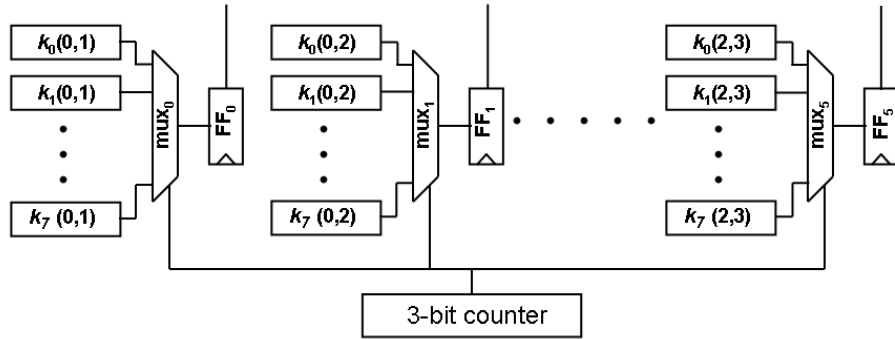 k₀(0,1)
k₁(0,1)
k₇ (0,1)
mux₀
FF₀
k₀(0,2)
k₁(0,2)
k₇ (0,2)
mux₁
FF₁
k₀(2,3)
k₁(2,3)
k₇ (2,3)
mux₅
FF₅
3-bit counter